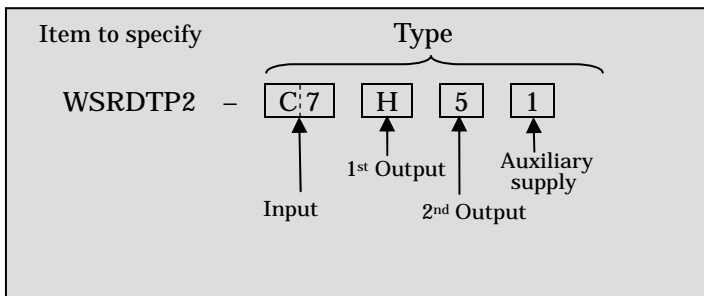 Item to specify Type
WSRDTP2 – C 7 H 5 1
1st Output Auxiliary
supply
Input 2nd Output